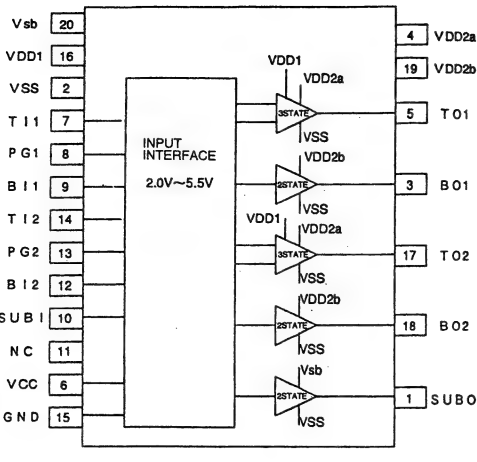 Vsb 20
VDD1 16
VSS 2
TI1 7
PG1 8
BI1 9
TI2 14
PG2 13
BI2 12
SUBI 10
NC 11
VCC 6
GND 15
INPUT
INTERFACE
2.0V~5.5V
VDD1
VDD2a
3STATE
VSS
VDD2b
2STATE
VSS
VDD1
VDD2a
3STATE
VSS
VDD2b
2STATE
VSS
Vsb
2STATE
VSS
4 VDD2a
19 VDD2b
5 TO1
3 BO1
17 TO2
18 BO2
1 SUBO